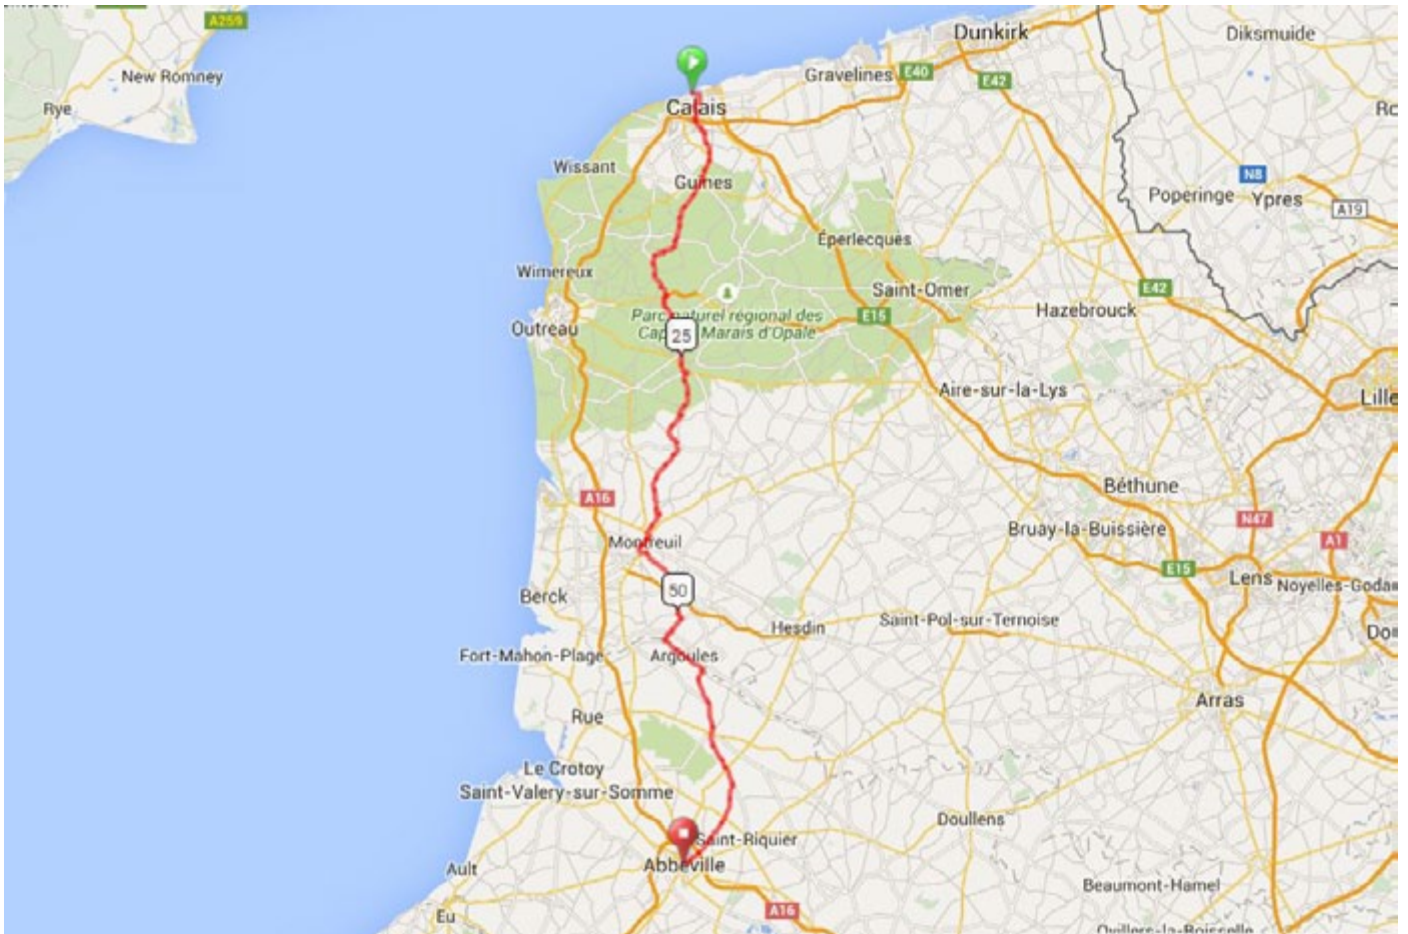 A259
Dunkirk
Diksmuide
New Romney
Gravelines
E40
E42
Rye
Calais
Wissant
Guînes
N8
Poperinge
Ypres
A19
Éperlecques
Wimereux
Saint-Omer
E42
Hazebrouck
Outreau
Parc naturel régional des
Caps et Marais d'Opale
E15
25
Aire-sur-la-Lys
Lille
Béthune
A16
N47
Bruay-la-Buissière
A1
Montreuil
E15
Lens
Noyelles-Goda
50
Berck
Hesdin
Saint-Pol-sur-Ternoise
Fort-Mahon-Plage
Argoules
Arras
Rue
Le Crotoy
Saint-Valery-sur-Somme
Doullens
Saint-Riquier
Abbeville
Ault
Beaumont-Hamel
A16
Eu
Ovillers-la-Boisselle